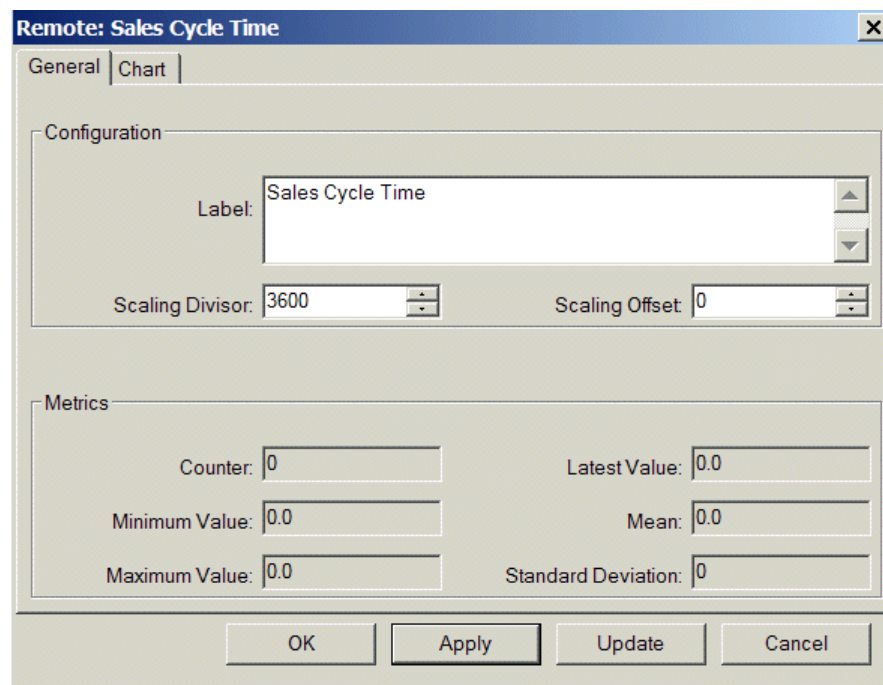 Remote: Sales Cycle Time
General Chart
Configuration
Label: Sales Cycle Time
Scaling Divisor: 3600 Scaling Offset: 0
Metrics
Counter: 0 Latest Value: 0.0
Minimum Value: 0.0 Mean: 0.0
Maximum Value: 0.0 Standard Deviation: 0
OK Apply Update Cancel